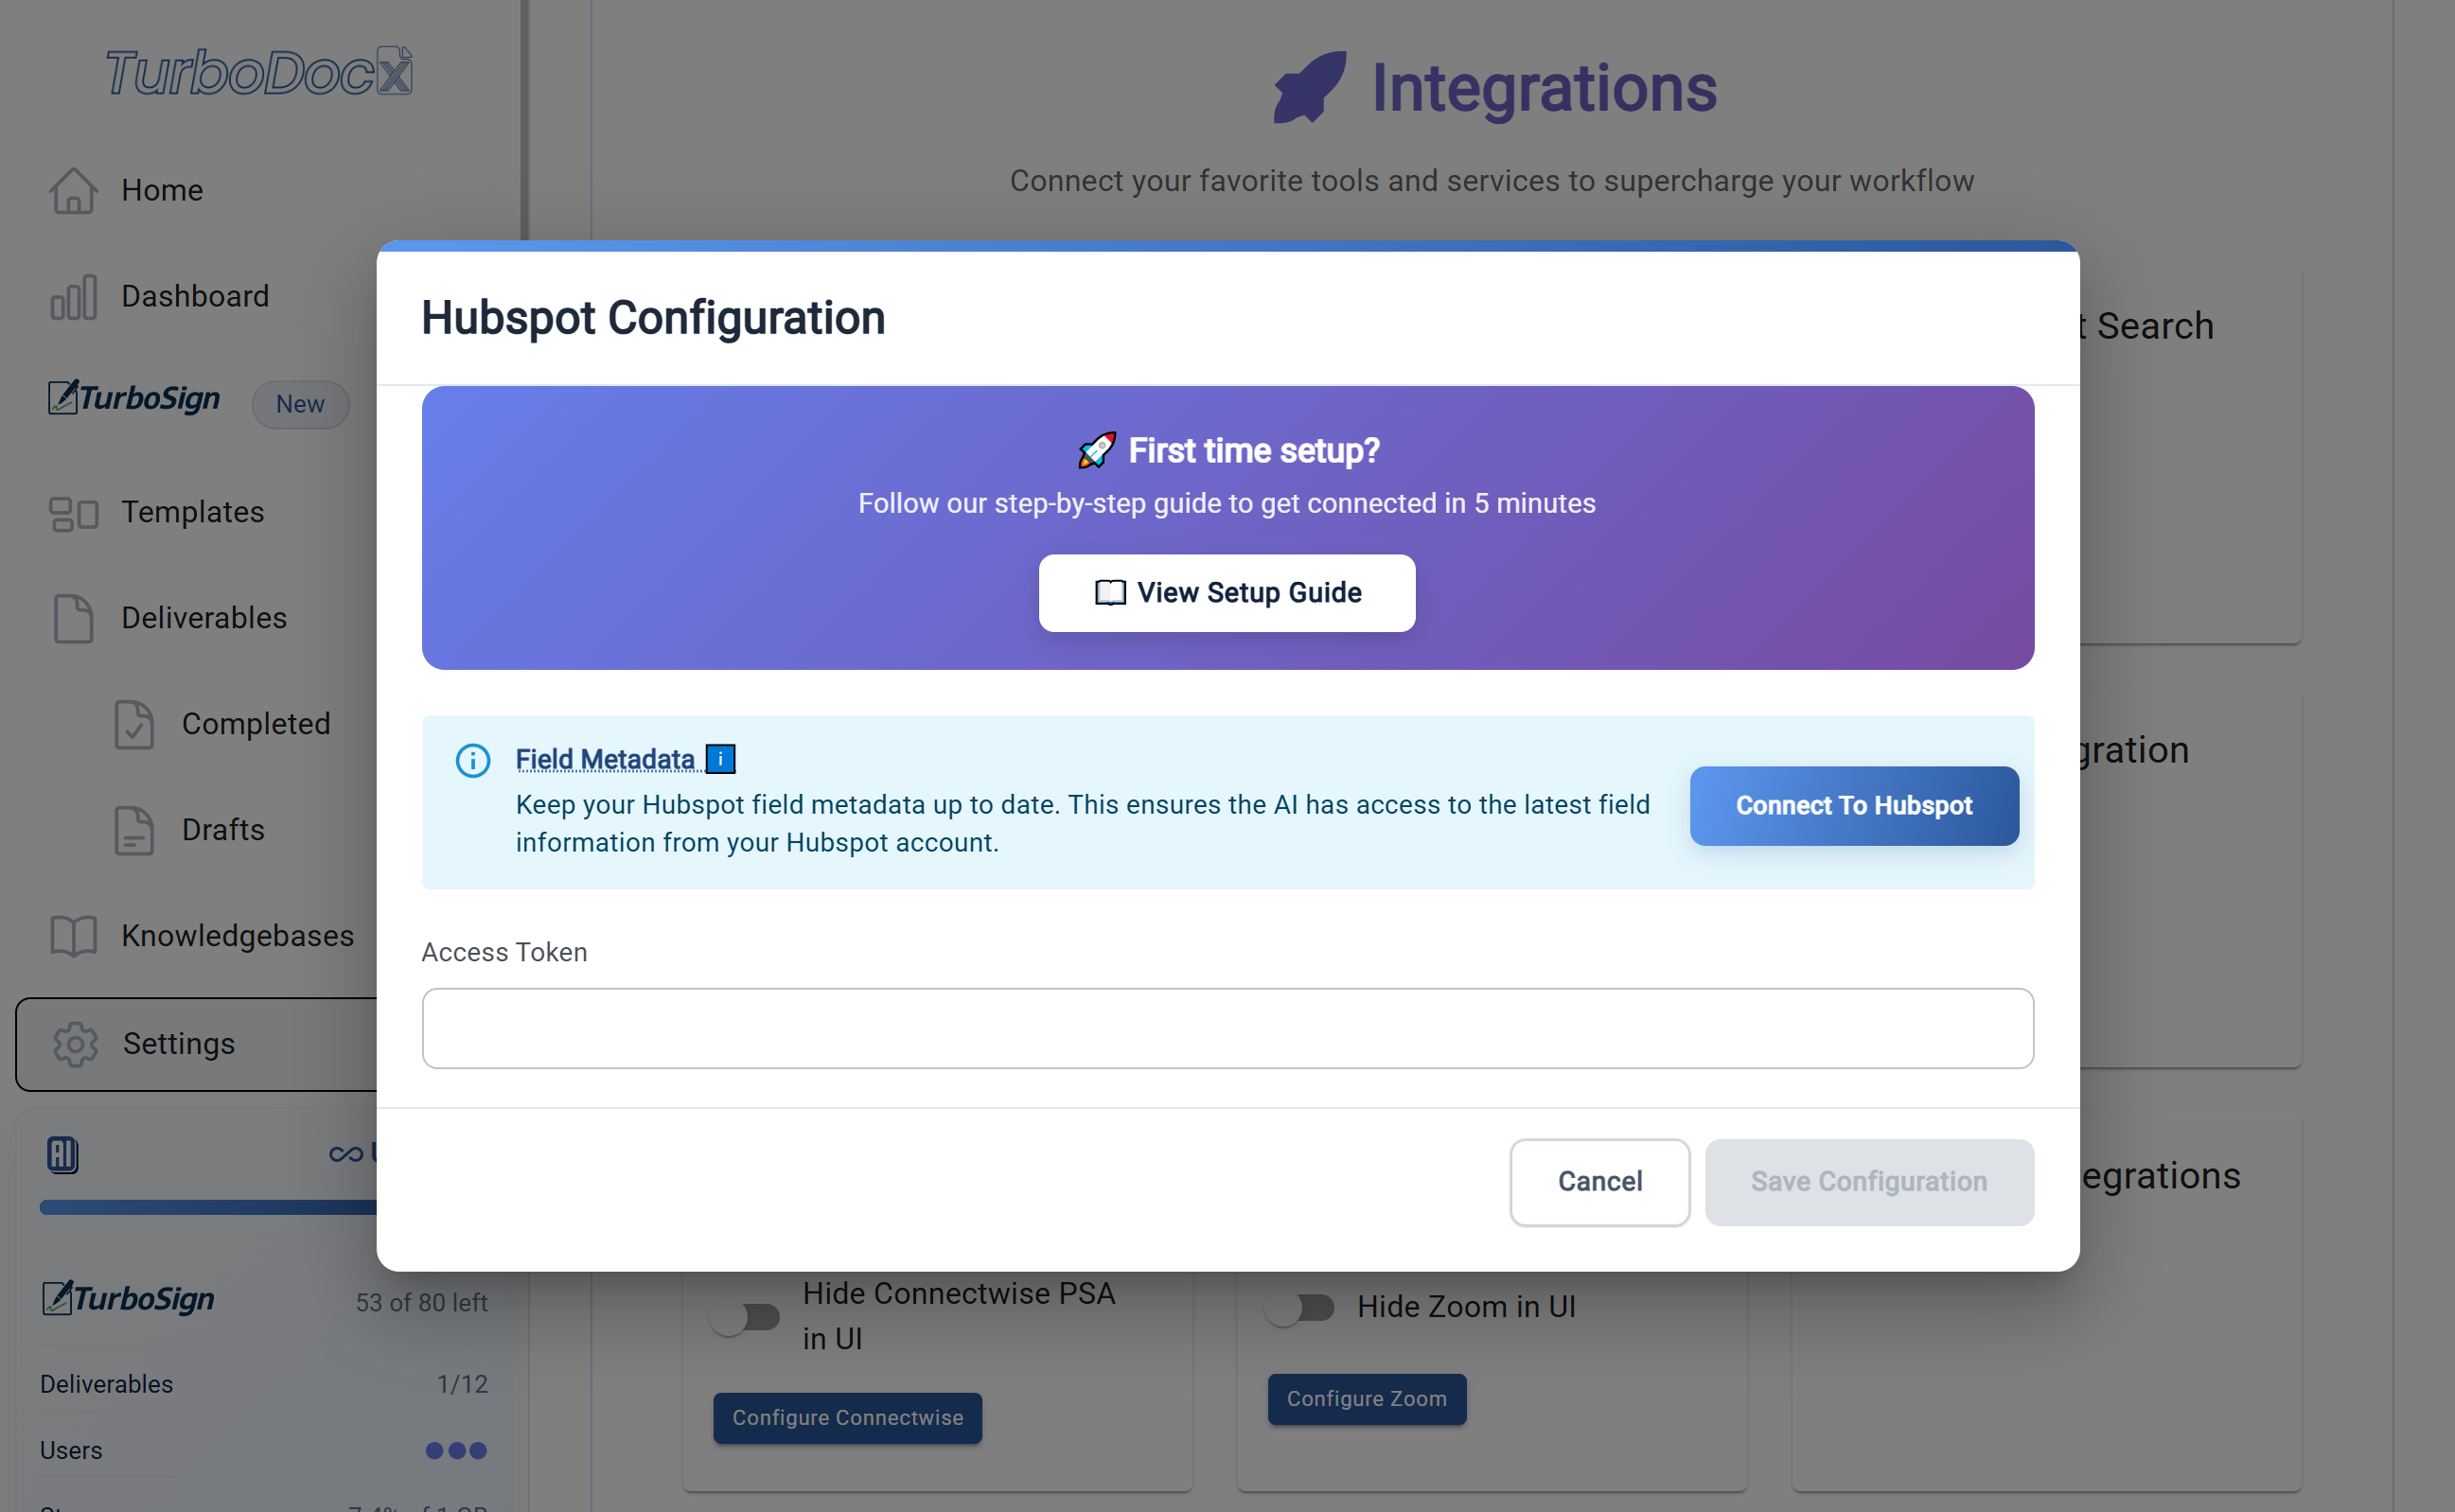 TurboDocX
Home
Dashboard
TurboSign
New
Templates
Deliverables
Completed
Drafts
Knowledgebases
Settings
AI
TurboSign
53 of 80 left
Deliverables
1/12
Users
Integrations
Connect your favorite tools and services to supercharge your workflow
Search
Hubspot Configuration
🚀 First time setup?
Follow our step-by-step guide to get connected in 5 minutes
📖 View Setup Guide
Field Metadata ℹ️
Keep your Hubspot field metadata up to date. This ensures the AI has access to the latest field
information from your Hubspot account.
Connect To Hubspot
Access Token
Cancel
Save Configuration
gration
egrations
Hide Connectwise PSA
in UI
Configure Connectwise
Hide Zoom in UI
Configure Zoom